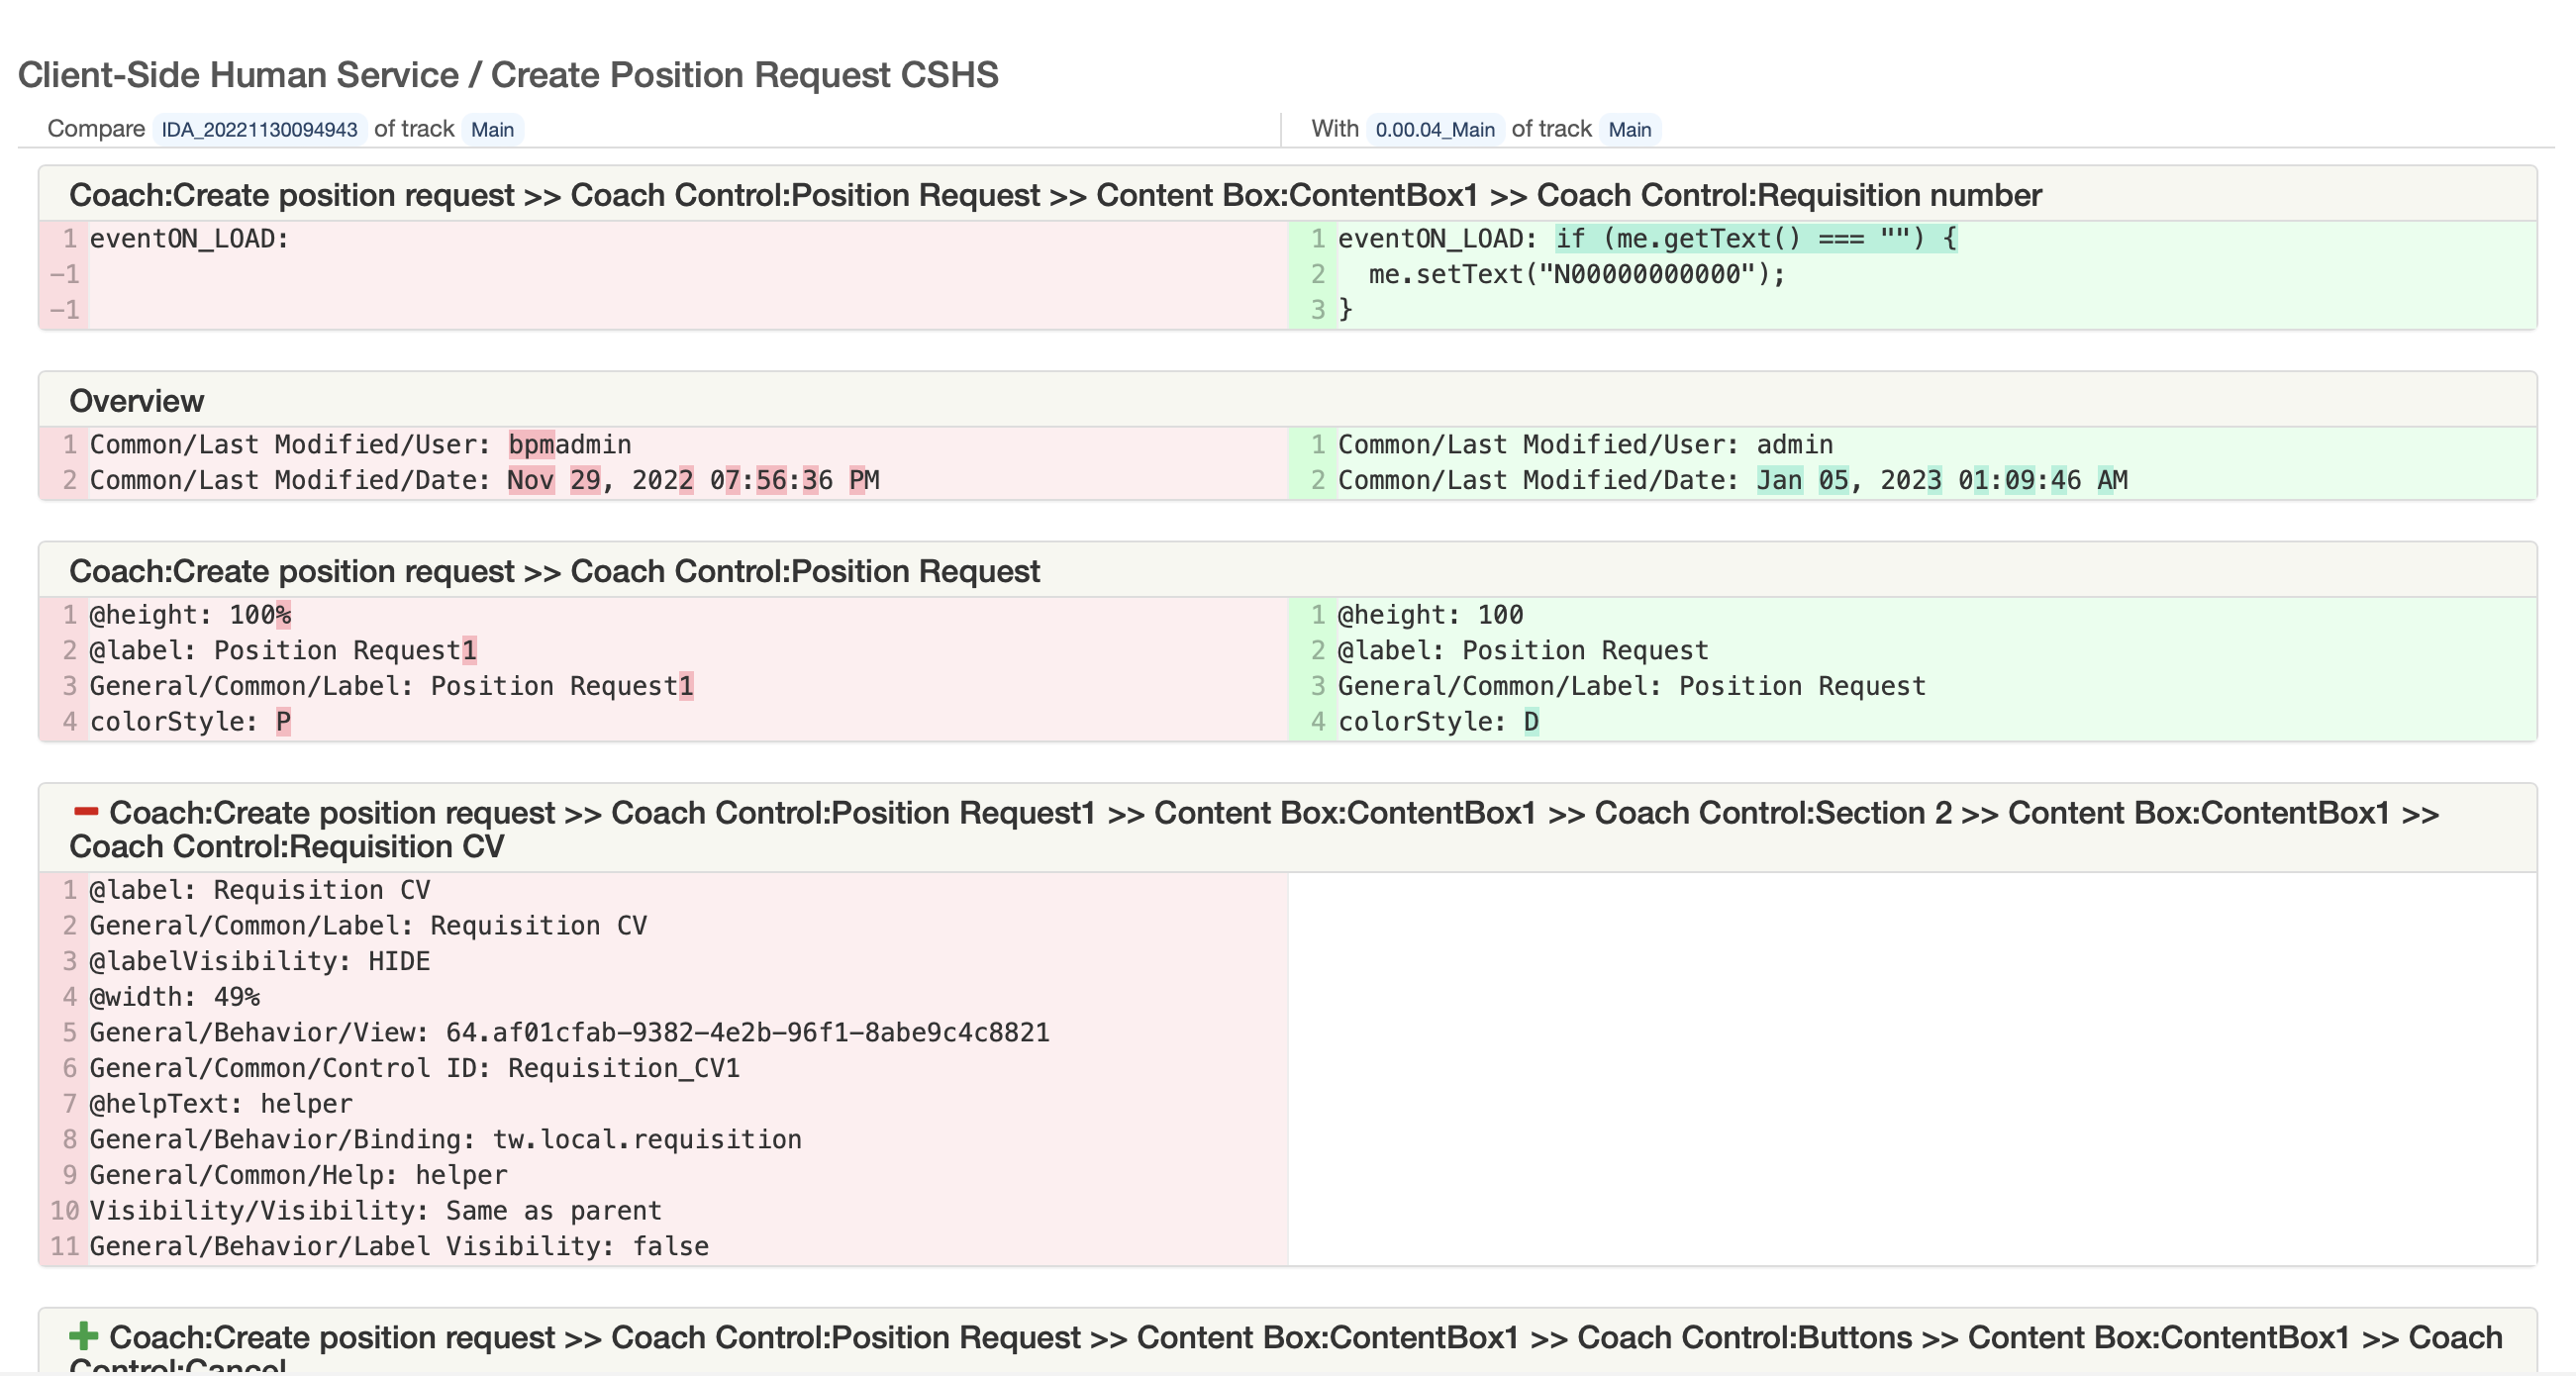 Client-Side Human Service / Create Position Request CSHS
Compare IDA_20221130094943 of track Main
With 0.00.04_Main of track Main
Coach:Create position request >> Coach Control:Position Request >> Content Box:ContentBox1 >> Coach Control:Requisition number
1 eventON_LOAD:
-1
-1
1 eventON_LOAD: if (me.getText() === "") {
2 me.setText("N00000000000");
3 }
Overview
1 Common/Last Modified/User: bpmadmin
2 Common/Last Modified/Date: Nov 29, 2022 07:56:36 PM
1 Common/Last Modified/User: admin
2 Common/Last Modified/Date: Jan 05, 2023 01:09:46 AM
Coach:Create position request >> Coach Control:Position Request
1 @height: 100%
2 @label: Position Request1
3 General/Common/Label: Position Request1
4 colorStyle: P
1 @height: 100
2 @label: Position Request
3 General/Common/Label: Position Request
4 colorStyle: D
Coach:Create position request >> Coach Control:Position Request1 >> Content Box:ContentBox1 >> Coach Control:Section 2 >> Content Box:ContentBox1 >>
Coach Control:Requisition CV
1 @label: Requisition CV
2 General/Common/Label: Requisition CV
3 @labelVisibility: HIDE
4 @width: 49%
5 General/Behavior/View: 64.af01cfab-9382-4e2b-96f1-8abe9c4c8821
6 General/Common/Control ID: Requisition_CV1
7 @helpText: helper
8 General/Behavior/Binding: tw.local.requisition
9 General/Common/Help: helper
10 Visibility/Visibility: Same as parent
11 General/Behavior/Label Visibility: false
Coach:Create position request >> Coach Control:Position Request >> Content Box:ContentBox1 >> Coach Control:Buttons >> Content Box:ContentBox1 >> Coach
Control:Cancel